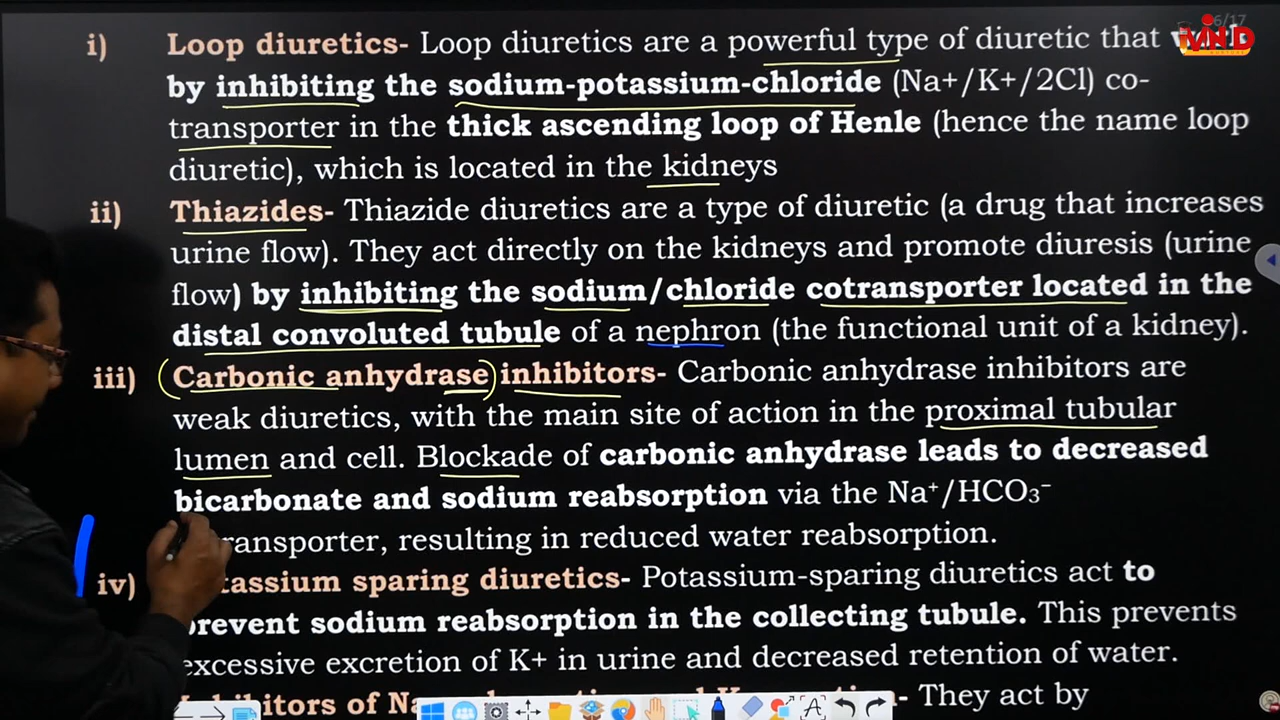 6/17
i) Loop diuretics- Loop diuretics are a powerful type of diuretic that
by inhibiting the sodium-potassium-chloride (Na+/K+/2Cl) co-
transporter in the thick ascending loop of Henle (hence the name loop
diuretic), which is located in the kidneys
ii) Thiazides- Thiazide diuretics are a type of diuretic (a drug that increases
urine flow). They act directly on the kidneys and promote diuresis (urine
flow) by inhibiting the sodium/chloride cotransporter located in the
distal convoluted tubule of a nephron (the functional unit of a kidney).
iii) (Carbonic anhydrase) inhibitors- Carbonic anhydrase inhibitors are
weak diuretics, with the main site of action in the proximal tubular
lumen and cell. Blockade of carbonic anhydrase leads to decreased
bicarbonate and sodium reabsorption via the Na⁺/HCO₃⁻
ransporter, resulting in reduced water reabsorption.
iv) tassium sparing diuretics- Potassium-sparing diuretics act to
prevent sodium reabsorption in the collecting tubule. This prevents
excessive excretion of K+ in urine and decreased retention of water.
itors of Na - They act by